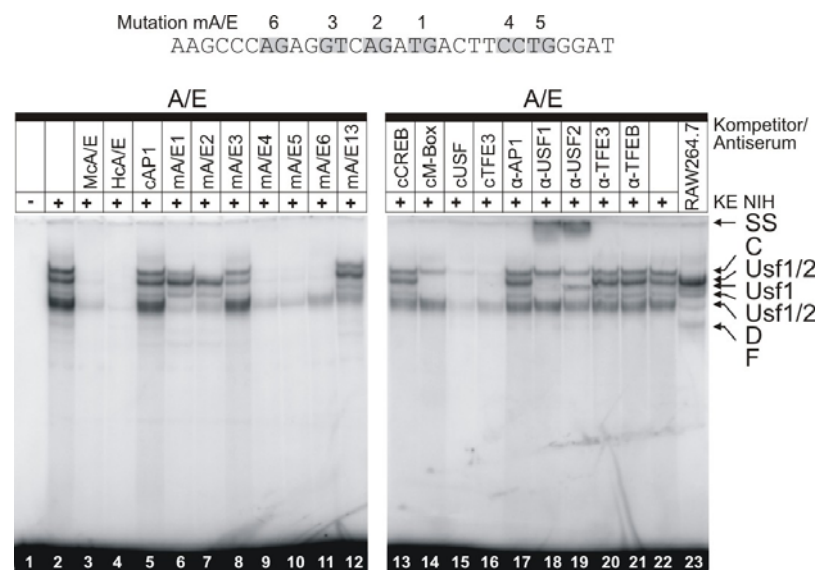 Mutation mA/E 6 3 2 1 4 5
AAGCCCAGAGGTCAGATGACTTCCTGGGAT
A/E
McA/E HcA/E cAP1 mA/E1 mA/E2 mA/E3 mA/E4 mA/E5 mA/E6 mA/E13
- + + + + + + + + + + +
1 2 3 4 5 6 7 8 9 10 11 12
A/E
cCREB cM-Box cUSF cTFE3 α-AP1 α-USF1 α-USF2 α-TFE3 α-TFEB RAW264.7
Kompetitor/
Antiserum
+ + + + + + + + + + KE NIH
SS
C
Usf1/2
Usf1
Usf1/2
D
F
13 14 15 16 17 18 19 20 21 22 23